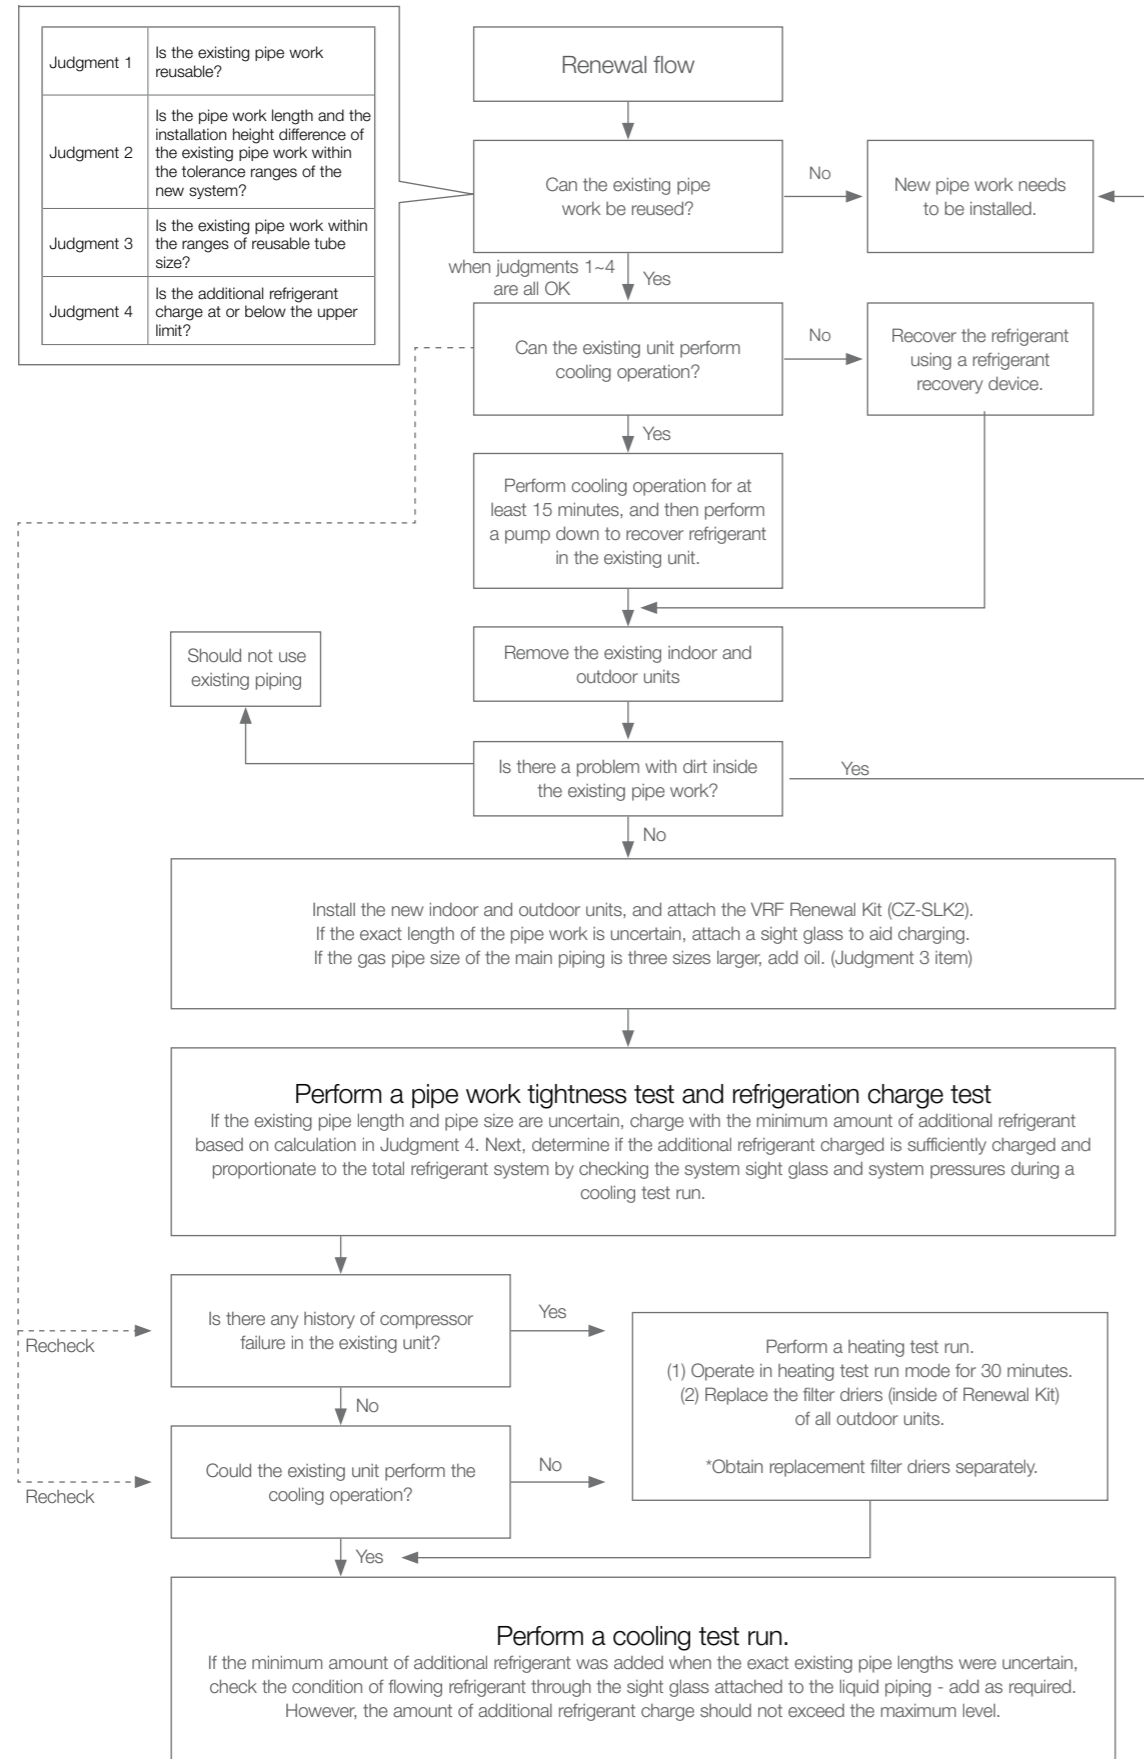 Judgment 1
Is the existing pipe work
reusable?
Judgment 2
Is the pipe work length and the
installation height difference of
the existing pipe work within
the tolerance ranges of the
new system?
Judgment 3
Is the existing pipe work within
the ranges of reusable tube
size?
Judgment 4
Is the additional refrigerant
charge at or below the upper
limit?
Renewal flow
Can the existing pipe
work be reused?
No
New pipe work needs
to be installed.
when judgments 1~4
are all OK
Yes
Can the existing unit perform
cooling operation?
No
Recover the refrigerant
using a refrigerant
recovery device.
Yes
Perform cooling operation for at
least 15 minutes, and then perform
a pump down to recover refrigerant
in the existing unit.
Remove the existing indoor and
outdoor units
Should not use
existing piping
Is there a problem with dirt inside
the existing pipe work?
Yes
No
Install the new indoor and outdoor units, and attach the VRF Renewal Kit (CZ-SLK2).
If the exact length of the pipe work is uncertain, attach a sight glass to aid charging.
If the gas pipe size of the main piping is three sizes larger, add oil. (Judgment 3 item)
Perform a pipe work tightness test and refrigeration charge test
If the existing pipe length and pipe size are uncertain, charge with the minimum amount of additional refrigerant
based on calculation in Judgment 4. Next, determine if the additional refrigerant charged is sufficiently charged and
proportionate to the total refrigerant system by checking the system sight glass and system pressures during a
cooling test run.
Is there any history of compressor
failure in the existing unit?
Yes
Recheck
Perform a heating test run.
(1) Operate in heating test run mode for 30 minutes.
(2) Replace the filter driers (inside of Renewal Kit)
of all outdoor units.
*Obtain replacement filter driers separately.
No
Could the existing unit perform the
cooling operation?
No
Recheck
Yes
Perform a cooling test run.
If the minimum amount of additional refrigerant was added when the exact existing pipe lengths were uncertain,
check the condition of flowing refrigerant through the sight glass attached to the liquid piping - add as required.
However, the amount of additional refrigerant charge should not exceed the maximum level.